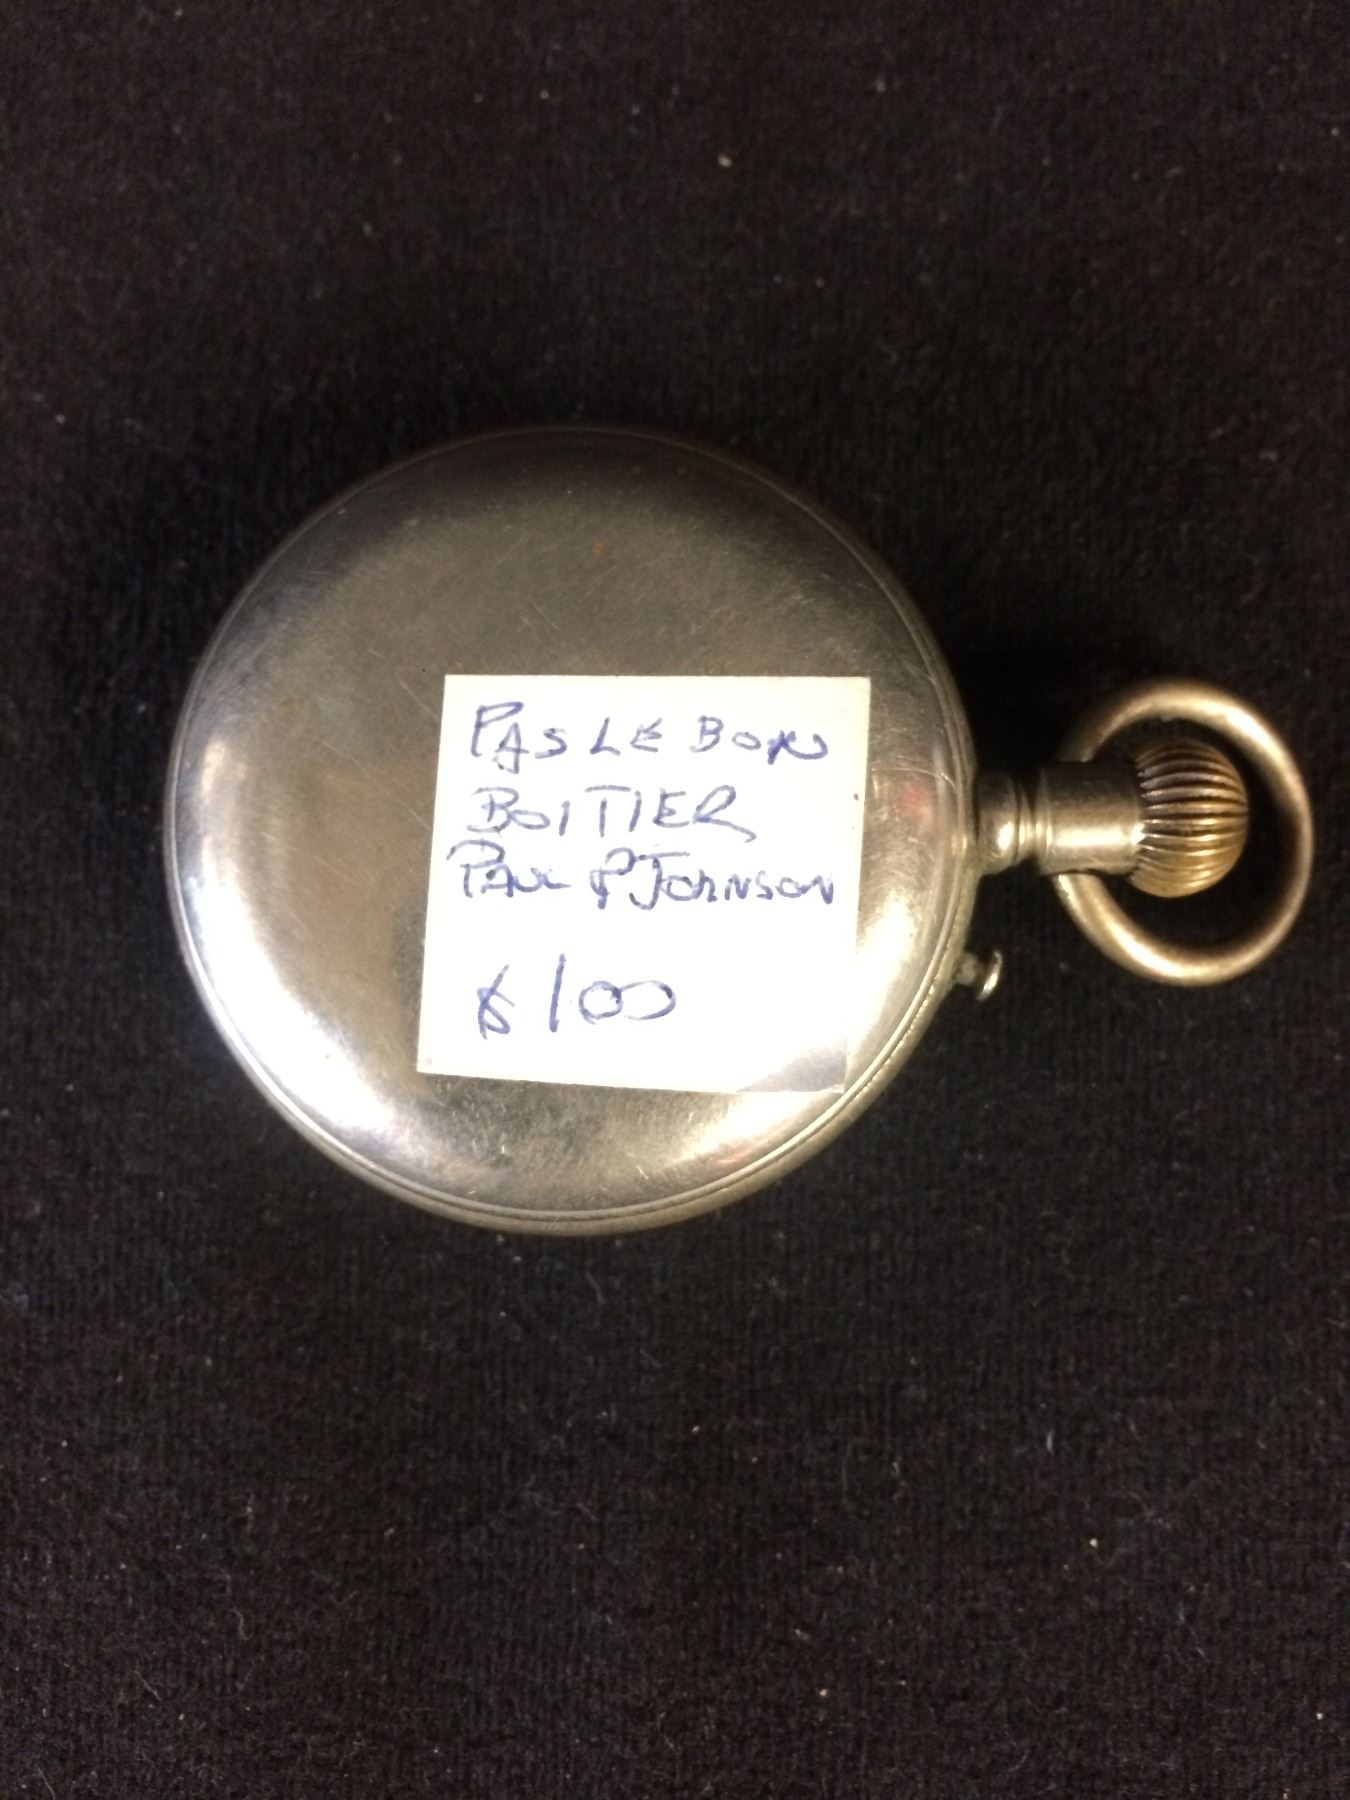 PAS LE BON
BOITIER
PAUL P JOHNSON
$100